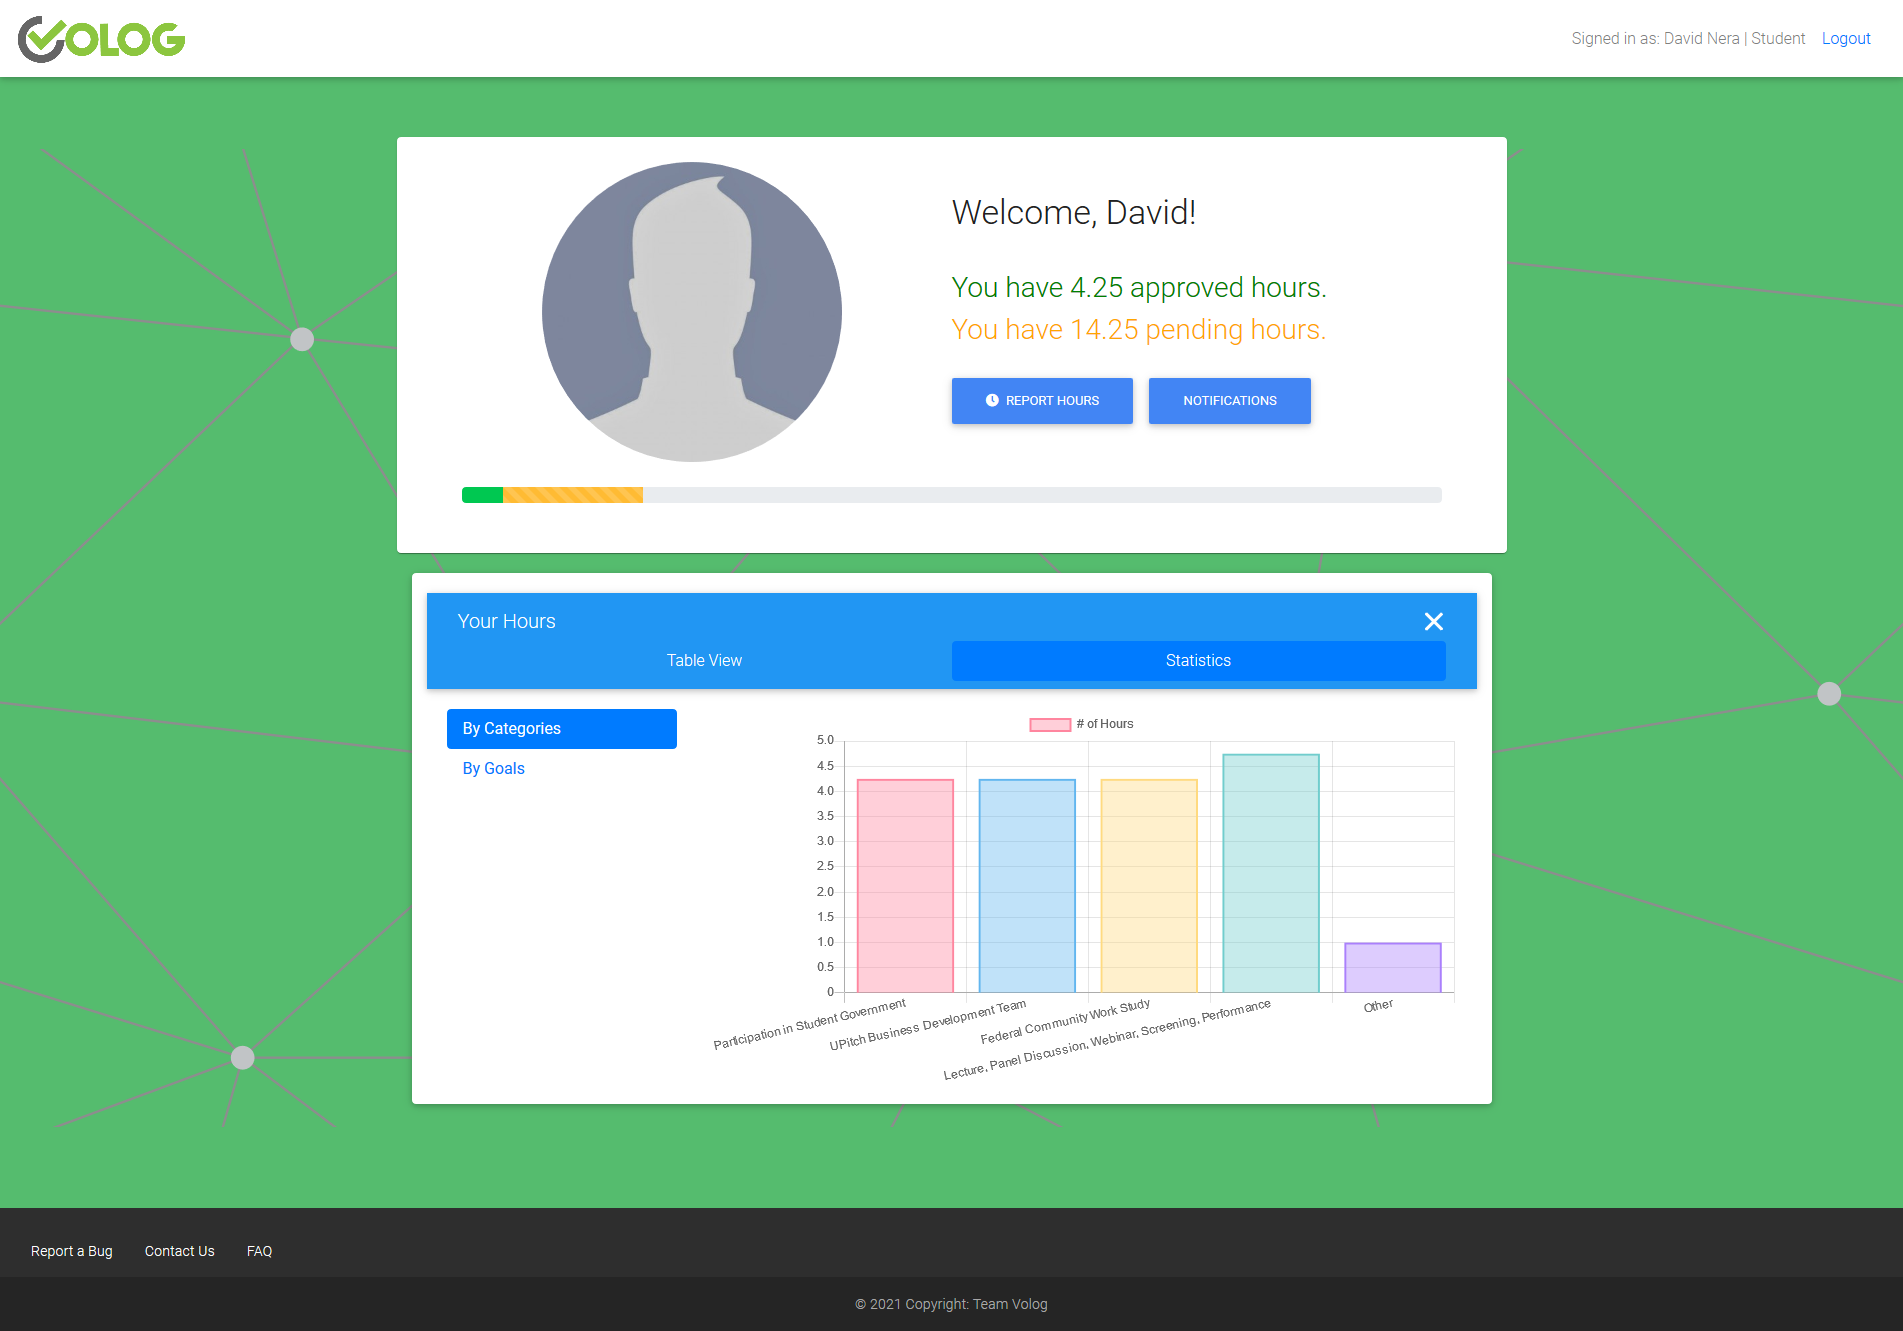 VOLOG
Signed in as: David Nera | Student Logout
Welcome, David!
You have 4.25 approved hours.
You have 14.25 pending hours.
REPORT HOURS NOTIFICATIONS
Your Hours
Table View Statistics
By Categories
By Goals
# of Hours
5.0
4.5
4.0
3.5
3.0
2.5
2.0
1.5
1.0
0.5
0
Participation in Student Government
UPitch Business Development Team
Federal Community Work Study
Lecture, Panel Discussion, Webinar, Screening, Performance
Other
Report a Bug Contact Us FAQ
© 2021 Copyright: Team Volog